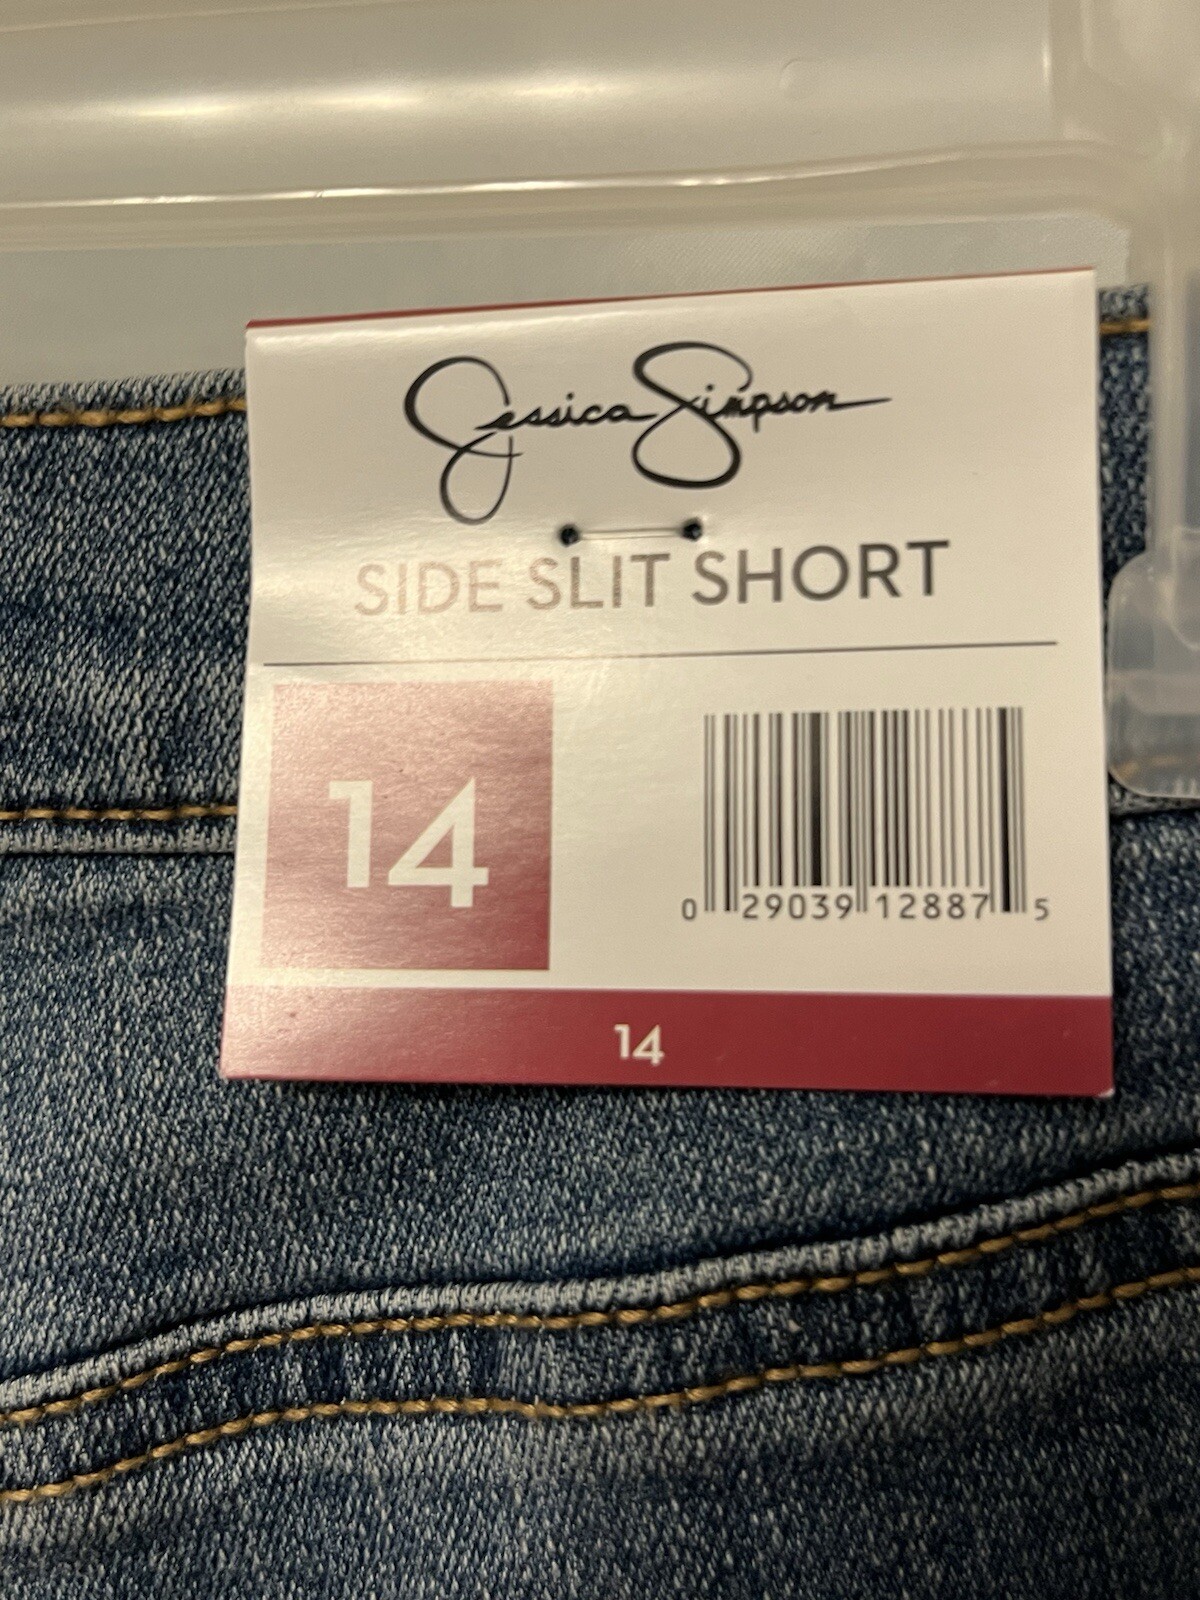 Jessica Simpson
SIDE SLIT SHORT
14
0 29039 12887 5
14